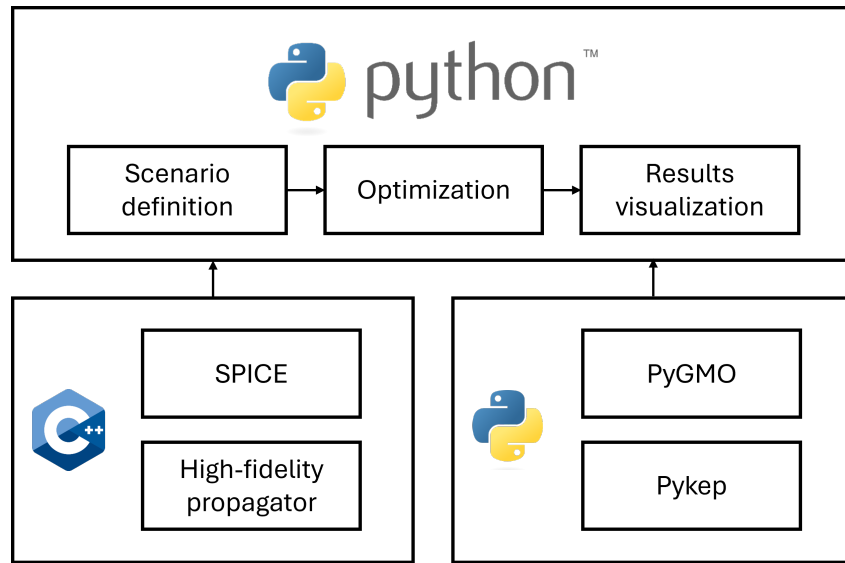 python™
Scenario
definition
Optimization
Results
visualization
SPICE
High-fidelity
propagator
C++
PyGMO
Pykep